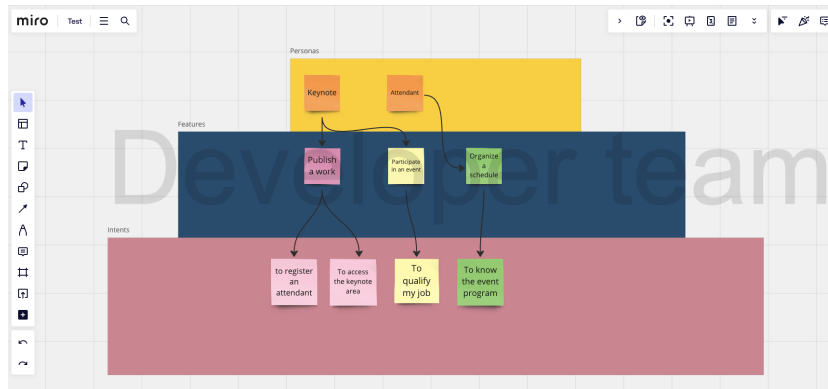 miro
Test
Personas
Keynote
Attendant
Features
Developer team
Publish
a work
Participate
in an event
Organize
a
schedule
Intents
to register
an
attendant
To access
the keynote
area
To
qualify
my job
To know
the event
program